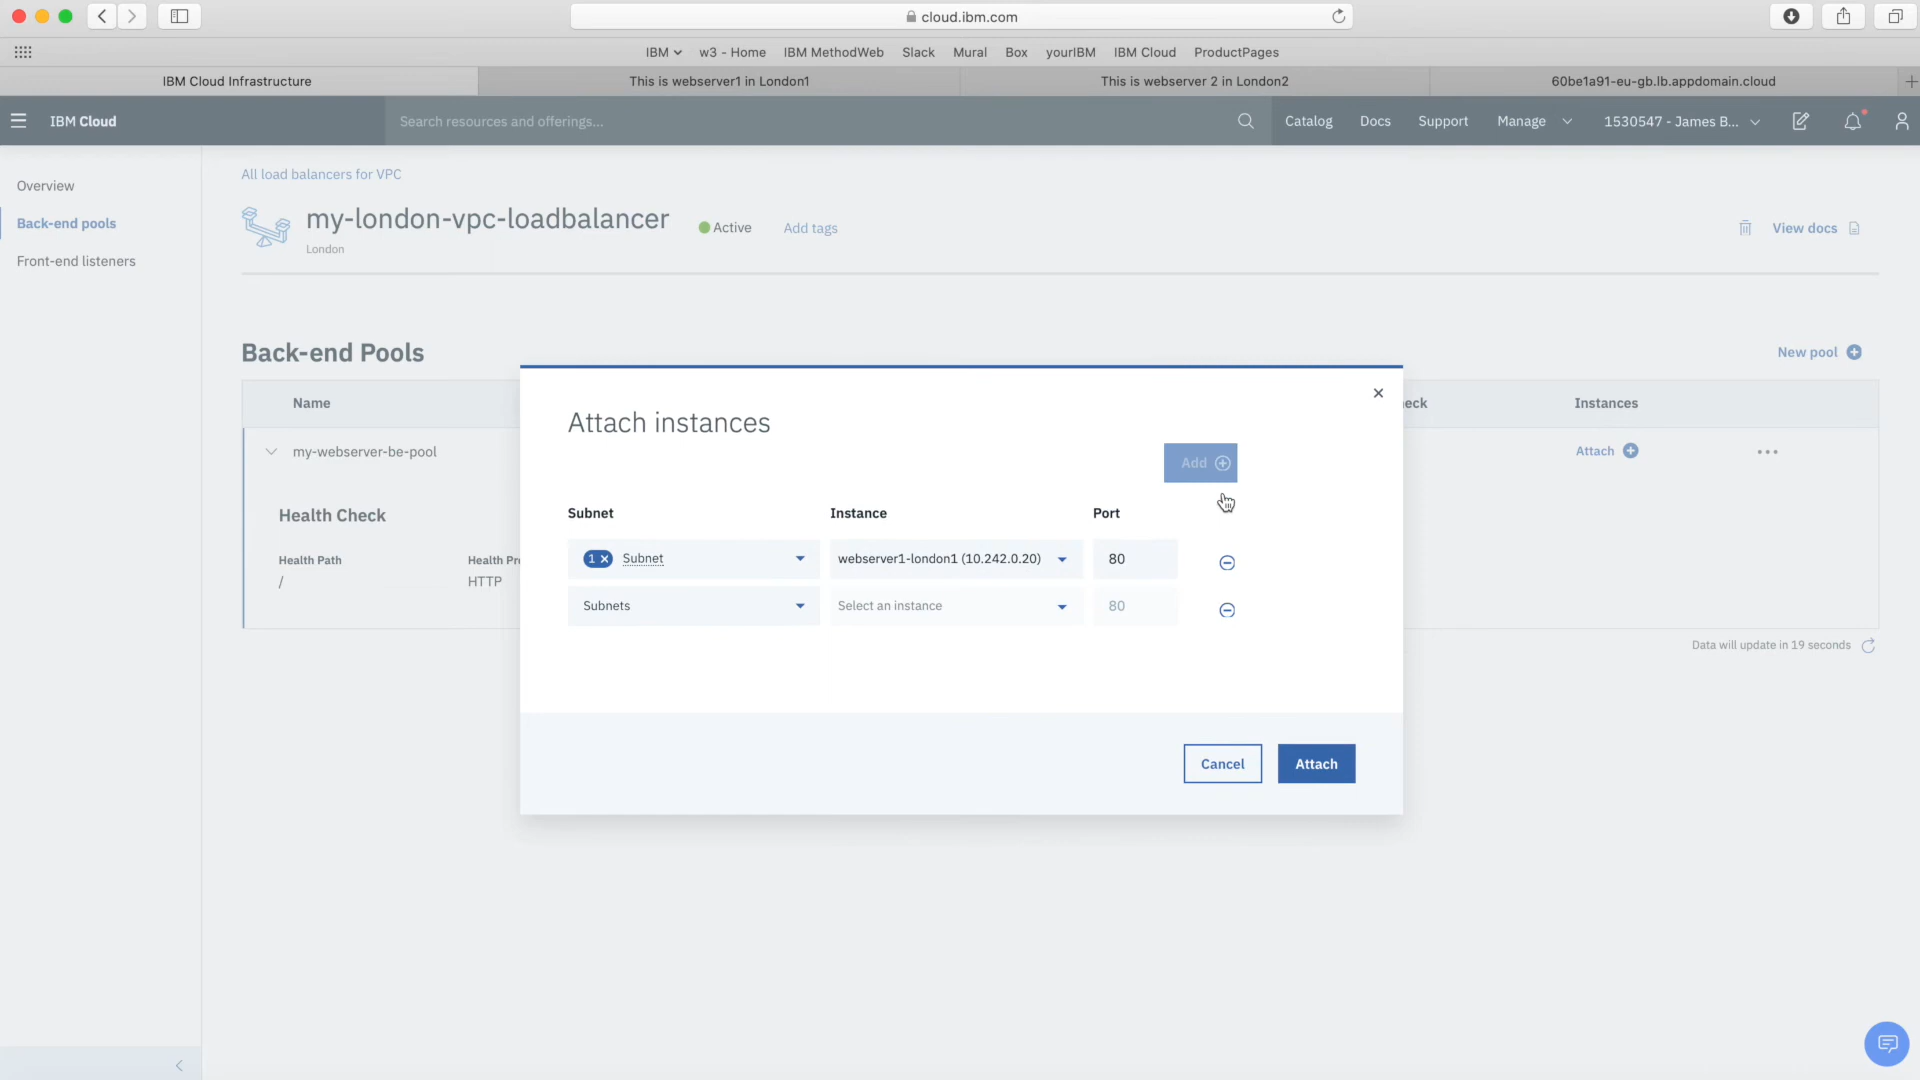 cloud.ibm.com
IBM w3 - Home IBM MethodWeb Slack Mural Box yourIBM IBM Cloud ProductPages
IBM Cloud Infrastructure This is webserver1 in London1 This is webserver 2 in London2 60be1a91-eu-gb.lb.appdomain.cloud
IBM Cloud Search resources and offerings... Catalog Docs Support Manage 1530547 - James B...
Overview
Back-end pools
Front-end listeners
All load balancers for VPC
my-london-vpc-loadbalancer Active Add tags View docs
London
Back-end Pools New pool
Name eck Instances
my-webserver-be-pool Attach
Health Check
Health Path Health Pr
/ HTTP
Data will update in 19 seconds
Attach instances
Add
Subnet Instance Port
1 × Subnet webserver1-london1 (10.242.0.20) 80
Subnets Select an instance 80
Cancel Attach